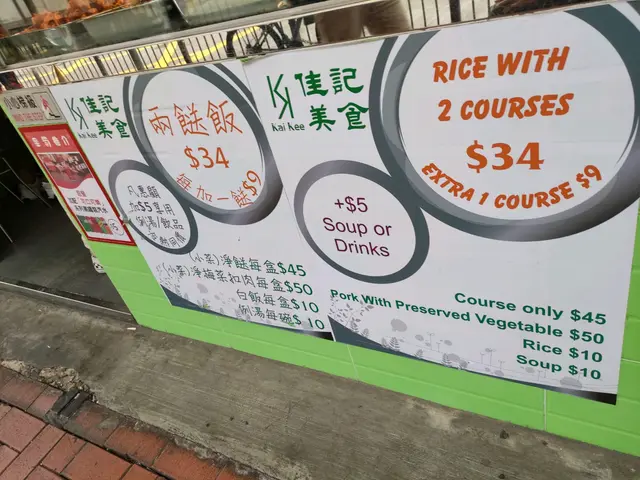 小心梯級
佳記
美食
Kai Kee
兩餸飯
$34
每加一餸$9
凡惠顧
加$5享用
例湯/飲品
(小菜)淨餸每盒$45
(小菜)淨梅菜扣肉每盒$50
白飯每盒$10
例湯每碗$10
佳記
美食
Kai Kee
RICE WITH
2 COURSES
$34
EXTRA 1 COURSE $9
+$5
Soup or
Drinks
Course only $45
Pork With Preserved Vegetable $50
Rice $10
Soup $10